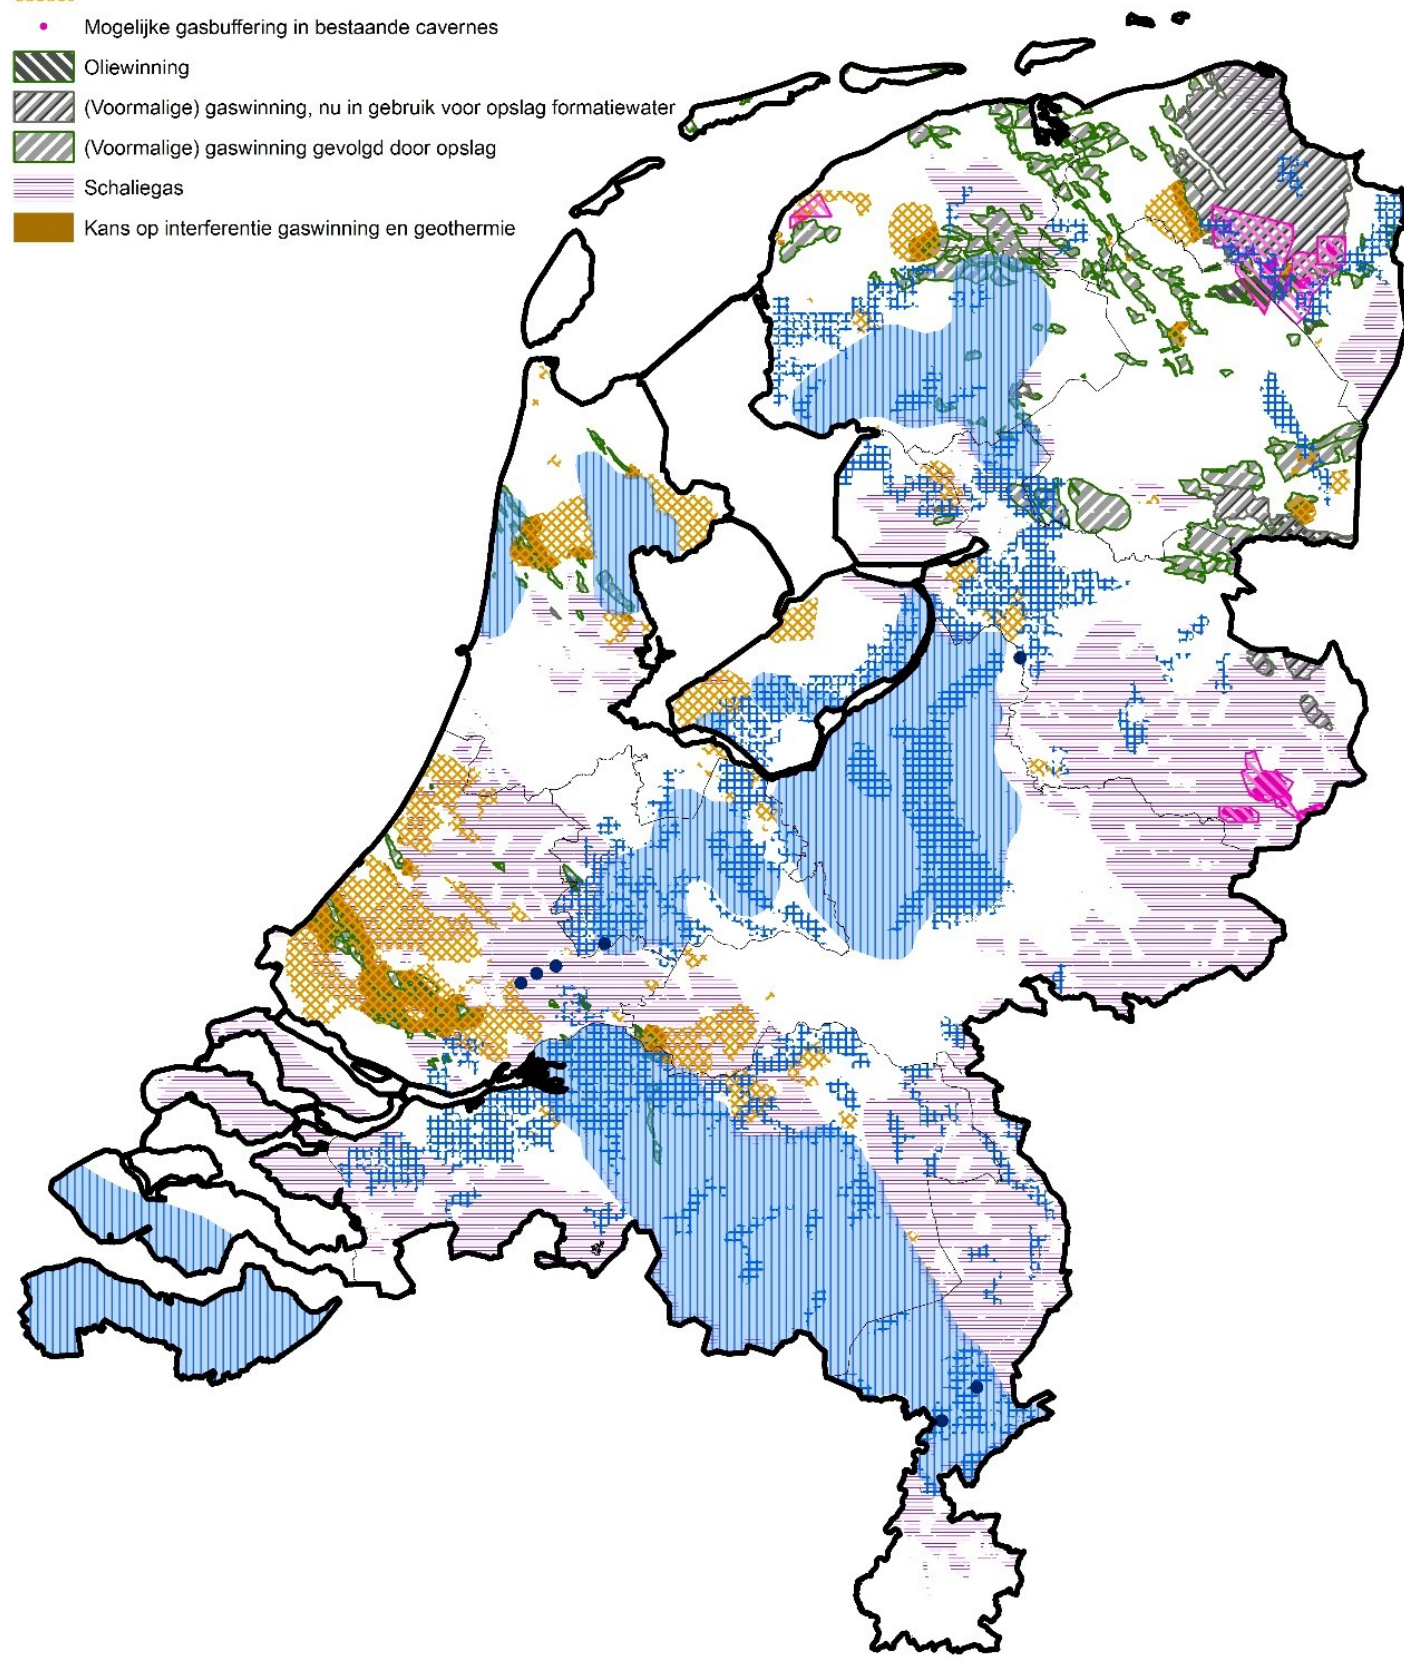 Mogelijke gasbuffering in bestaande cavernes
Oliewinning
(Voormalige) gaswinning, nu in gebruik voor opslag formatiewater
(Voormalige) gaswinning gevolgd door opslag
Schaliegas
Kans op interferentie gaswinning en geothermie